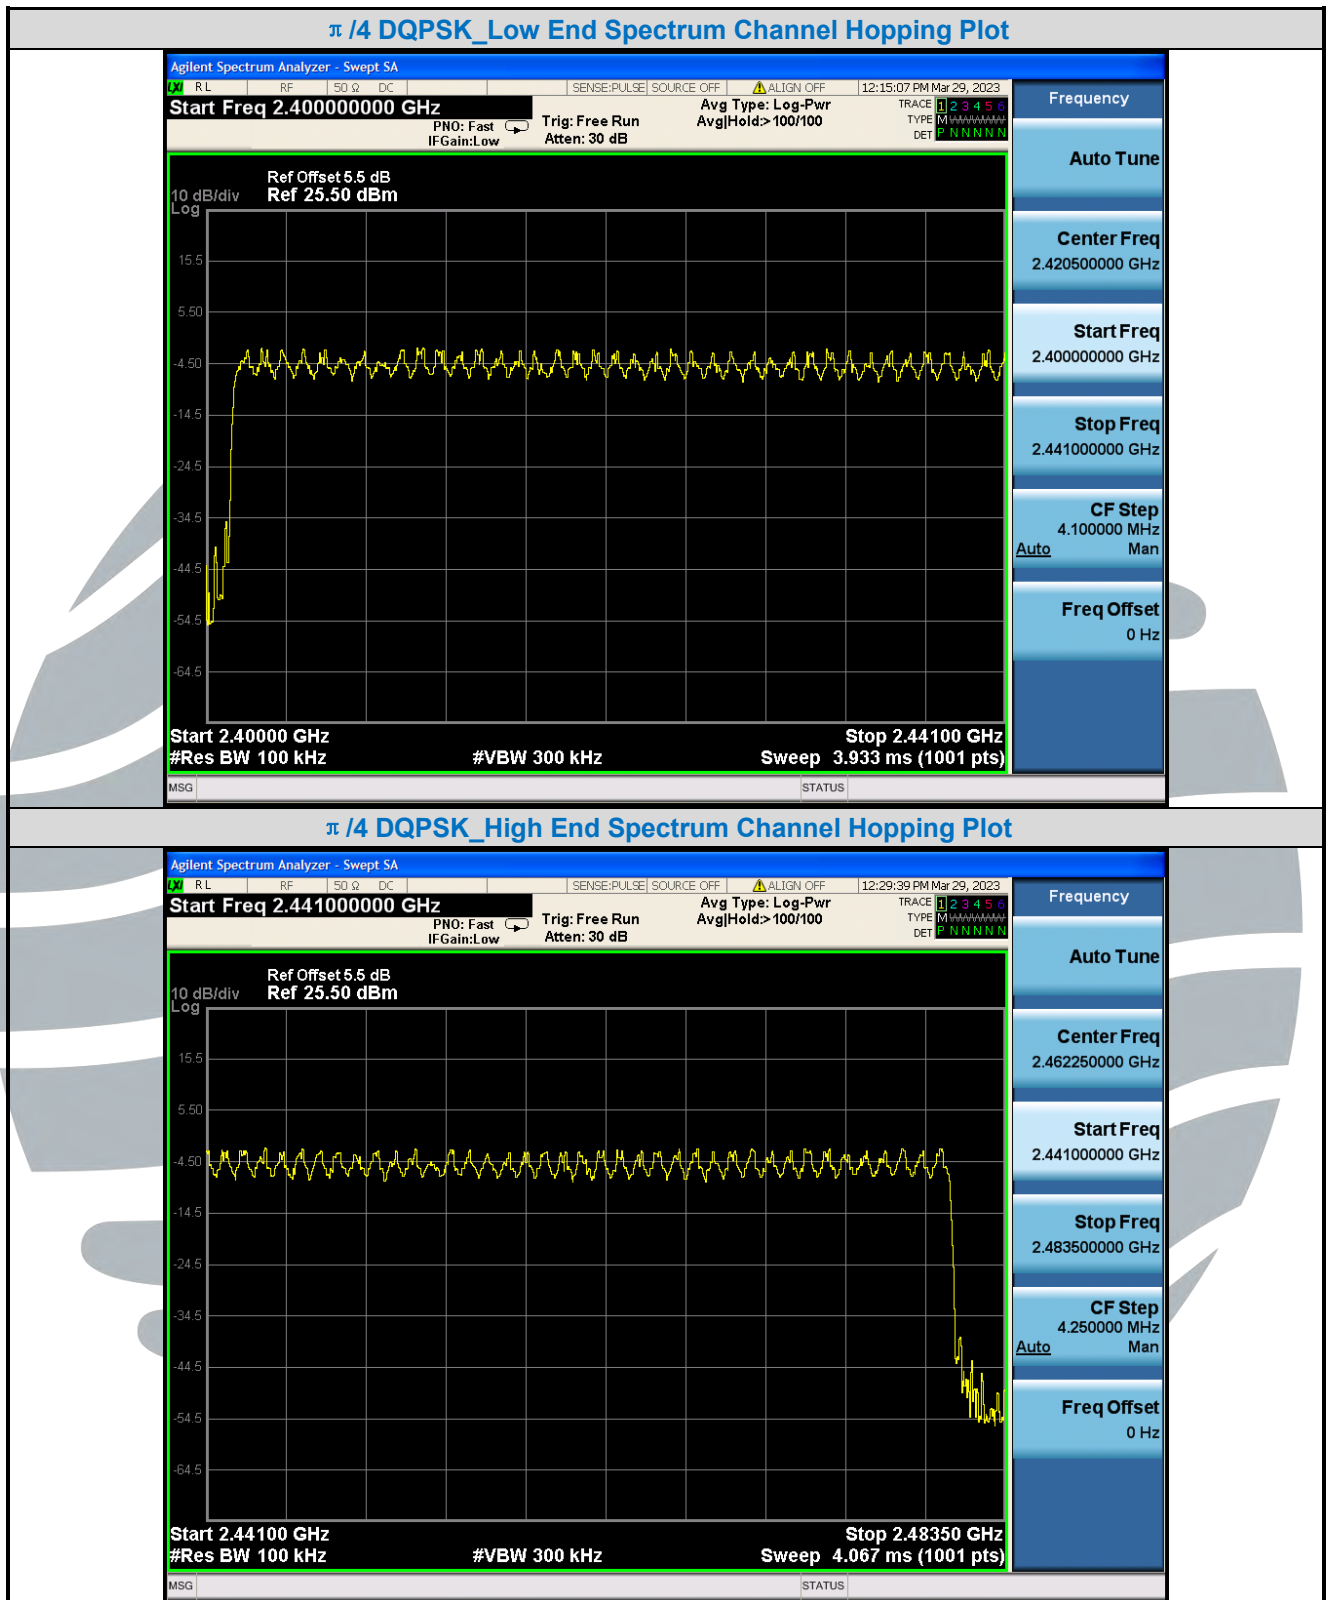 π /4 DQPSK_Low End Spectrum Channel Hopping Plot
Agilent Spectrum Analyzer - Swept SA
LXI RL RF 50 Ω DC SENSE:PULSE SOURCE OFF ALIGN OFF 12:15:07 PM Mar 29, 2023
Start Freq 2.400000000 GHz
PNO: Fast
IFGain:Low
Trig: Free Run
Atten: 30 dB
Avg Type: Log-Pwr
Avg|Hold:>100/100
TRACE 1 2 3 4 5 6
TYPE M WWWWW
DET P N N N N N
Frequency
Auto Tune
Center Freq
2.420500000 GHz
Start Freq
2.400000000 GHz
Stop Freq
2.441000000 GHz
CF Step
4.100000 MHz
Auto Man
Freq Offset
0 Hz
Ref Offset 5.5 dB
10 dB/div Ref 25.50 dBm
Log
15.5
5.50
-4.50
-14.5
-24.5
-34.5
-44.5
-54.5
-64.5
Start 2.40000 GHz Stop 2.44100 GHz
#Res BW 100 kHz #VBW 300 kHz Sweep 3.933 ms (1001 pts)
MSG STATUS
π /4 DQPSK_High End Spectrum Channel Hopping Plot
Agilent Spectrum Analyzer - Swept SA
LXI RL RF 50 Ω DC SENSE:PULSE SOURCE OFF ALIGN OFF 12:29:39 PM Mar 29, 2023
Start Freq 2.441000000 GHz
PNO: Fast
IFGain:Low
Trig: Free Run
Atten: 30 dB
Avg Type: Log-Pwr
Avg|Hold:>100/100
TRACE 1 2 3 4 5 6
TYPE M WWWWW
DET P N N N N N
Frequency
Auto Tune
Center Freq
2.462250000 GHz
Start Freq
2.441000000 GHz
Stop Freq
2.483500000 GHz
CF Step
4.250000 MHz
Auto Man
Freq Offset
0 Hz
Ref Offset 5.5 dB
10 dB/div Ref 25.50 dBm
Log
15.5
5.50
-4.50
-14.5
-24.5
-34.5
-44.5
-54.5
-64.5
Start 2.44100 GHz Stop 2.48350 GHz
#Res BW 100 kHz #VBW 300 kHz Sweep 4.067 ms (1001 pts)
MSG STATUS